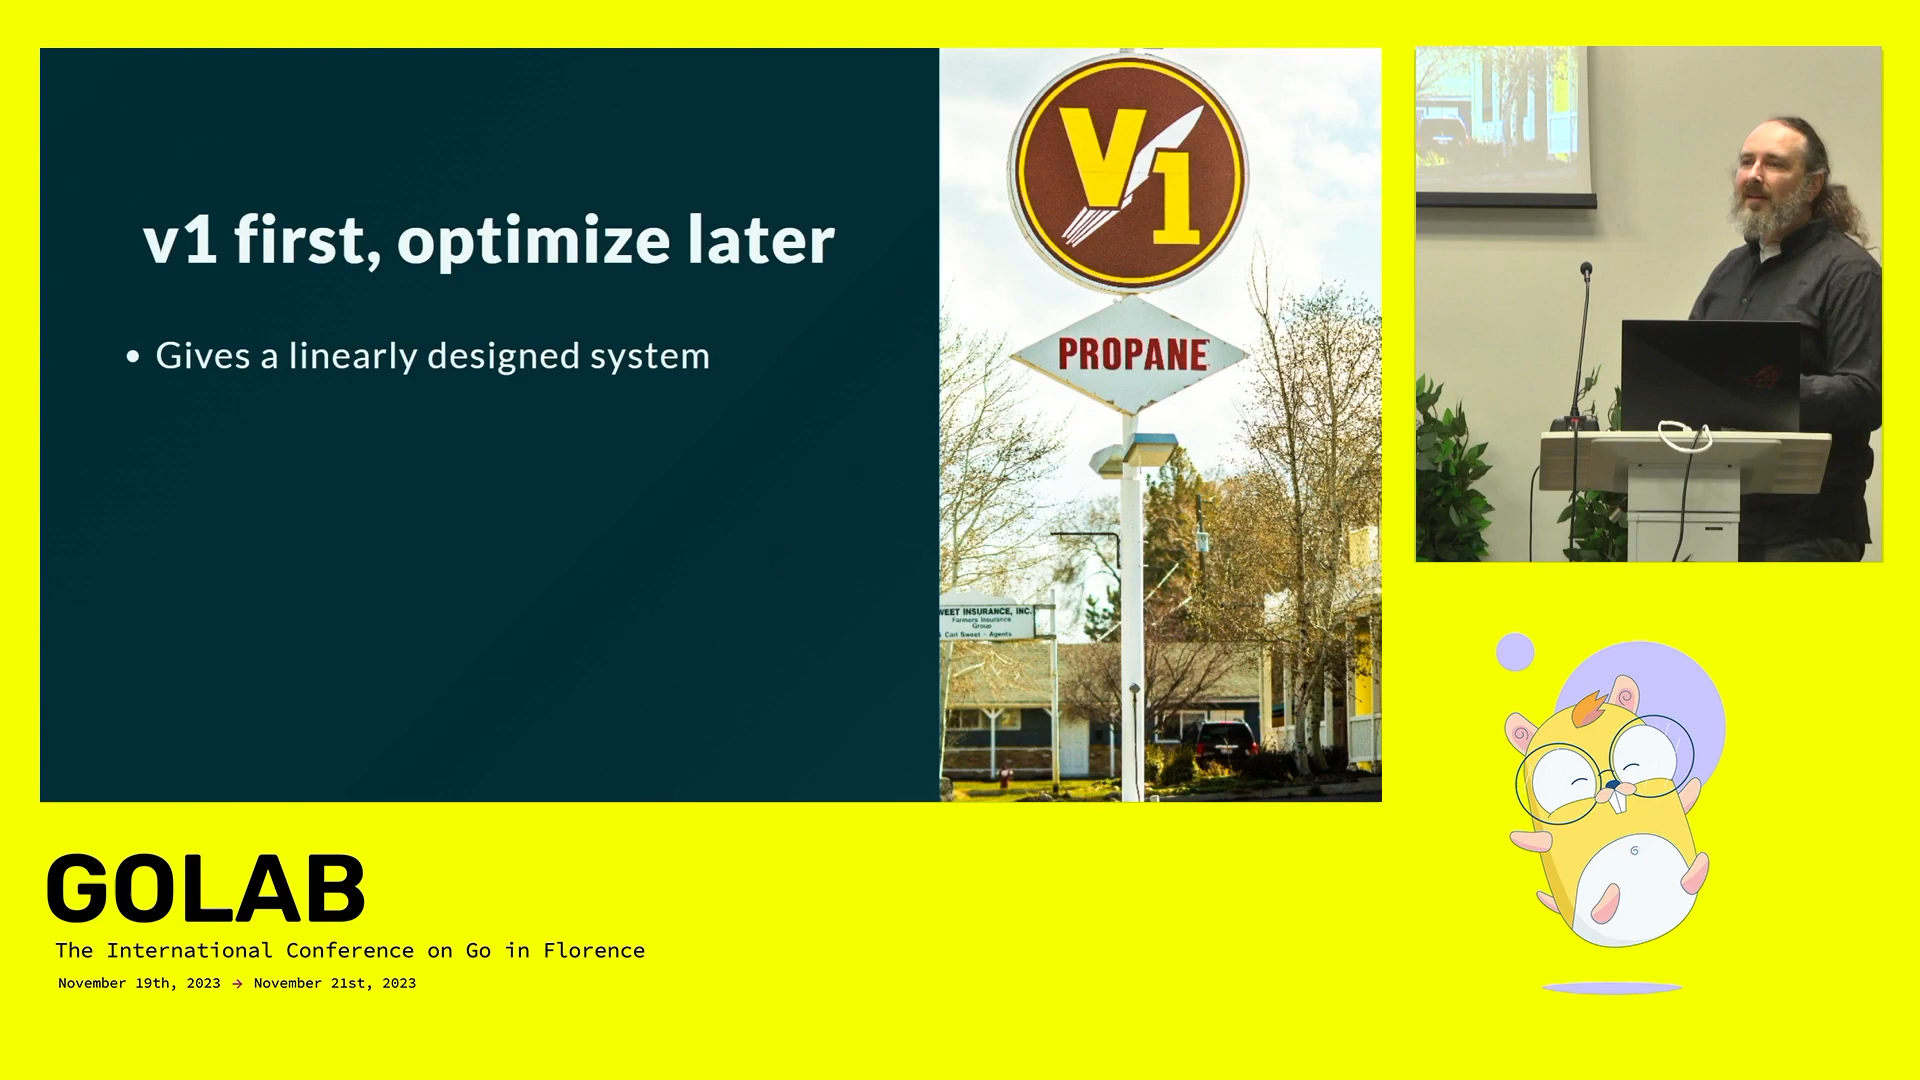 v1 first, optimize later
• Gives a linearly designed system
V1
PROPANE
WEET INSURANCE, INC.
Farmers Insurance
Group
& Carl Sweet - Agents
GOLAB
The International Conference on Go in Florence
November 19th, 2023 → November 21st, 2023